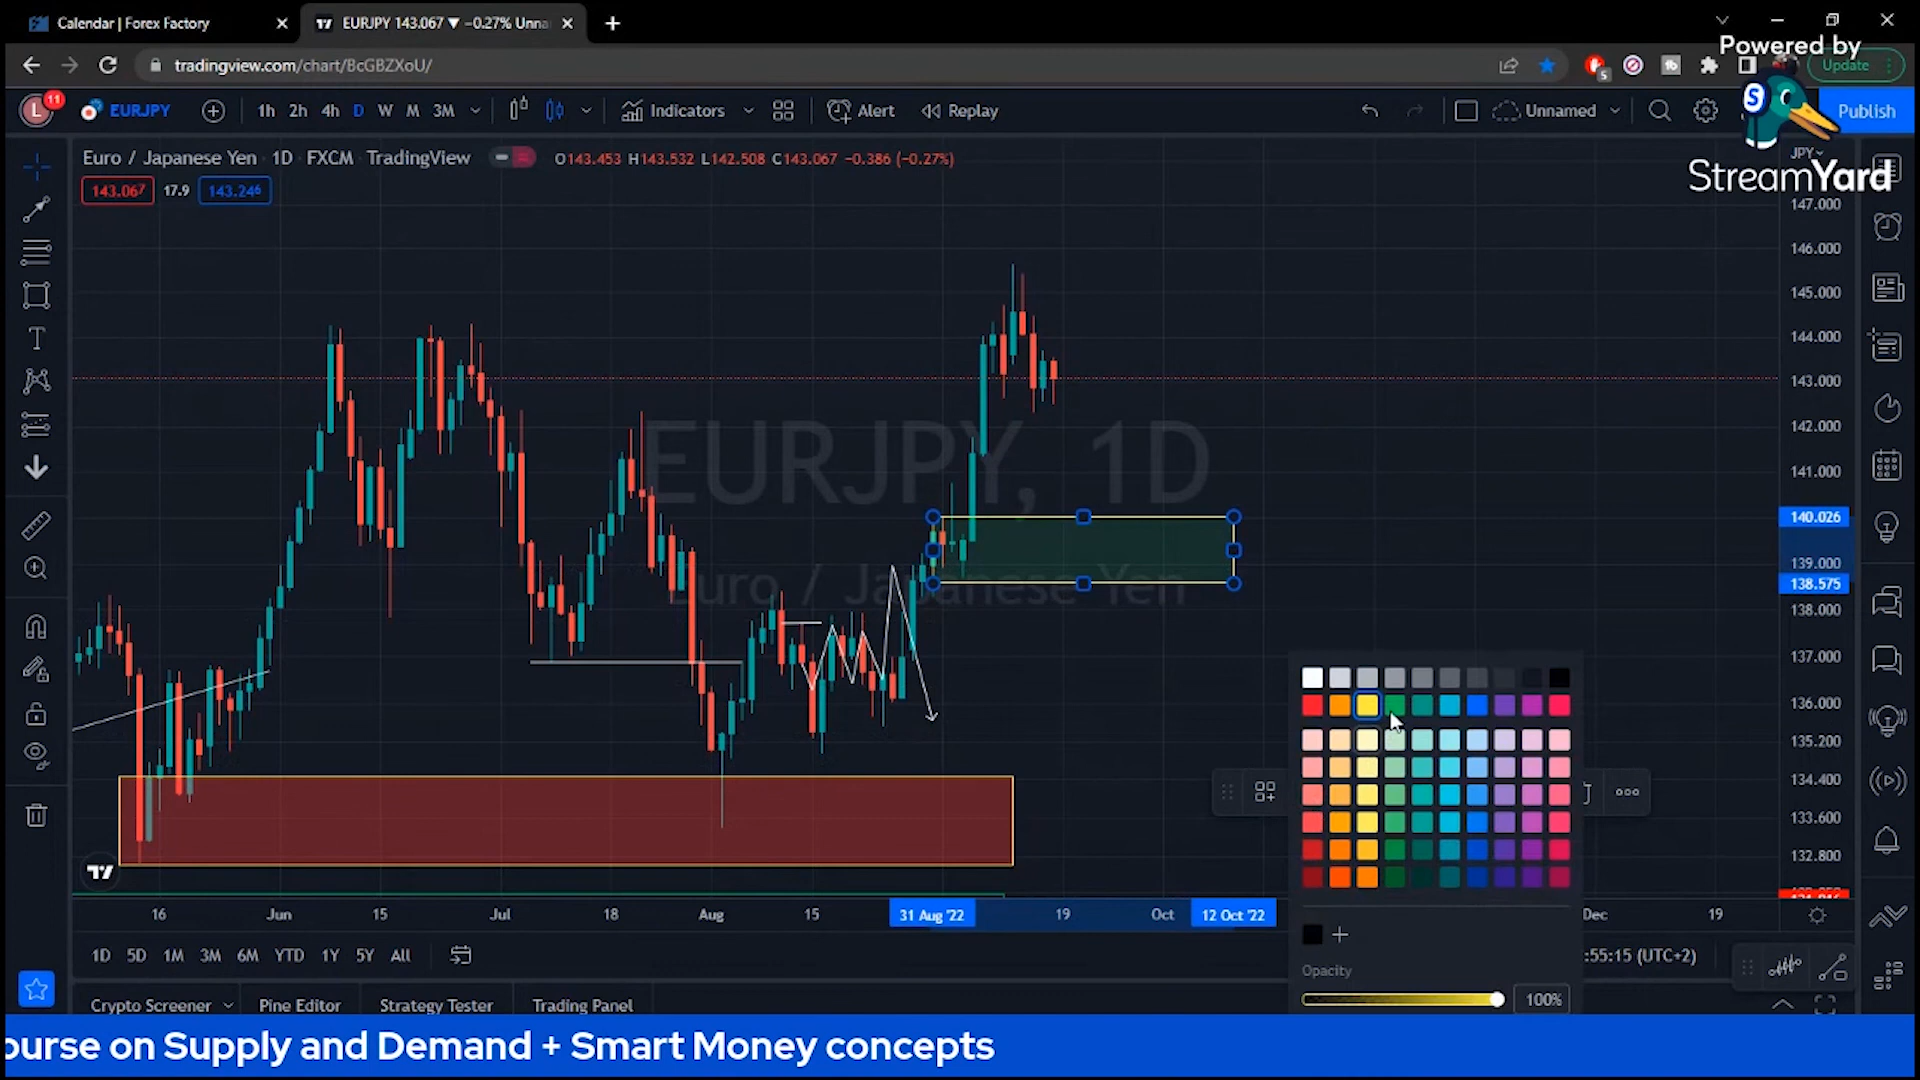 Calendar | Forex Factory
EURJPY 143.067 ▼ −0.27% Unna
Powered by
tradingview.com/chart/BcGBZXoU/
5
Update
L
11
EURJPY
1h 2h 4h D W M 3M
Indicators
Alert
Replay
Unnamed
S
Publish
Euro / Japanese Yen · 1D · FXCM · TradingView
O143.453 H143.532 L142.508 C143.067 −0.386 (−0.27%)
JPY
StreamYard
143.067
17.9
143.246
147.000
146.000
145.000
144.000
143.000
142.000
141.000
EURJPY, 1D
140.026
139.000
138.575
Euro / Japanese Yen
138.000
137.000
136.000
135.200
134.400
133.600
132.800
16 Jun 15 Jul 18 Aug 15 31 Aug '22 19 Oct 12 Oct '22 Dec 19
1D 5D 1M 3M 6M YTD 1Y 5Y All
:55:15 (UTC+2)
Opacity
100%
Crypto Screener
Pine Editor
Strategy Tester
Trading Panel
ourse on Supply and Demand + Smart Money concepts